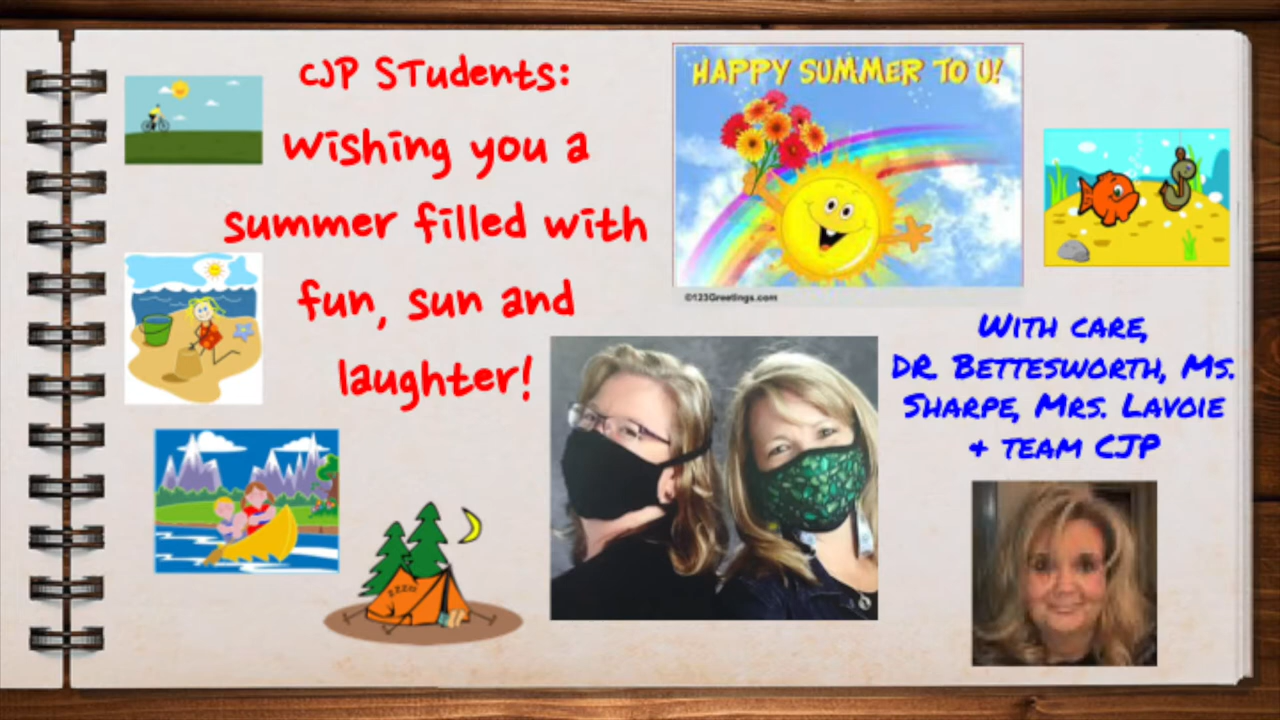 CJP STudents:
Wishing you a
summer filled with
fun, sun and
laughter!
HAPPY SUMMER TO U!
©123Greetings.com
With care,
Dr. Bettesworth, Ms.
Sharpe, Mrs. Lavoie
& team CJP
zzzzz